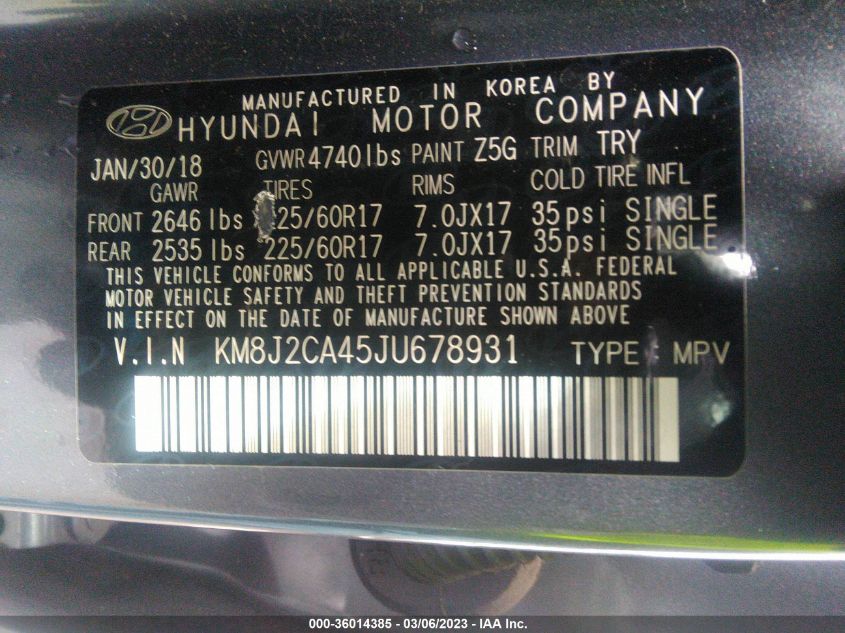 MANUFACTURED IN KOREA BY
HYUNDAI MOTOR COMPANY
JAN/30/18 GVWR 4740lbs PAINT Z5G TRIM TRY
GAWR TIRES RIMS COLD TIRE INFL
FRONT 2646 lbs 25/60R17 7.0JX17 35psi SINGLE
REAR 2535 lbs 225/60R17 7.0JX17 35psi SINGLE
THIS VEHICLE CONFORMS TO ALL APPLICABLE U.S.A. FEDERAL
MOTOR VEHICLE SAFETY AND THEFT PREVENTION STANDARDS
IN EFFECT ON THE DATE OF MANUFACTURE SHOWN ABOVE
V.I.N KM8J2CA45JU678931 TYPE : MPV
000-36014385 - 03/06/2023 - IAA Inc.